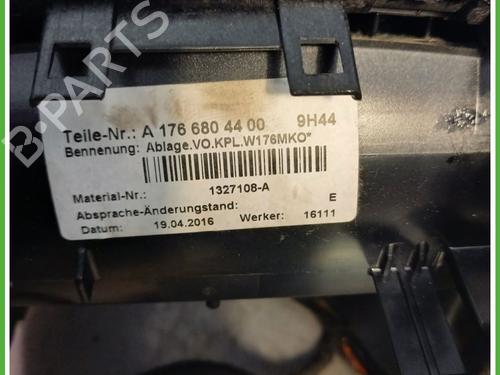 B-PARTS
Teile-Nr.: A 176 680 44 00 9H44
Bennenung: Ablage.VO.KPL.W176MKO*
Material-Nr.: 1327108-A
Absprache-Änderungstand: E
Datum: 19.04.2016 Werker: 16111